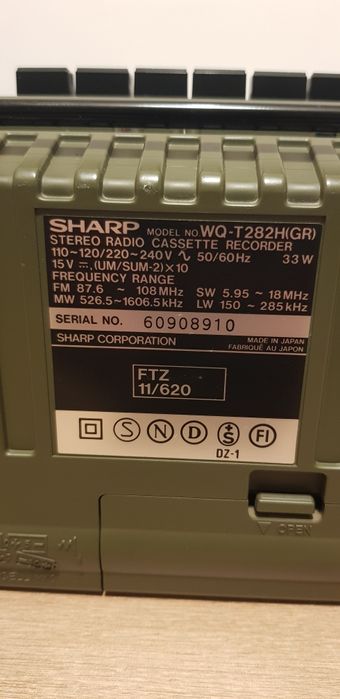 SHARP MODEL NO. WQ-T282H(GR)
STEREO RADIO CASSETTE RECORDER
110~120/220~240V ∿ 50/60Hz 33W
15V ⎓, (UM/SUM-2)×10
FREQUENCY RANGE
FM 87.6 ~ 108MHz SW 5.95 ~ 18MHz
MW 526.5~1606.5kHz LW 150 ~ 285kHz
SERIAL NO. 60908910
SHARP CORPORATION MADE IN JAPAN
FABRIQUÉ AU JAPON
FTZ
11/620
S N D S FI
DZ-1
OPEN